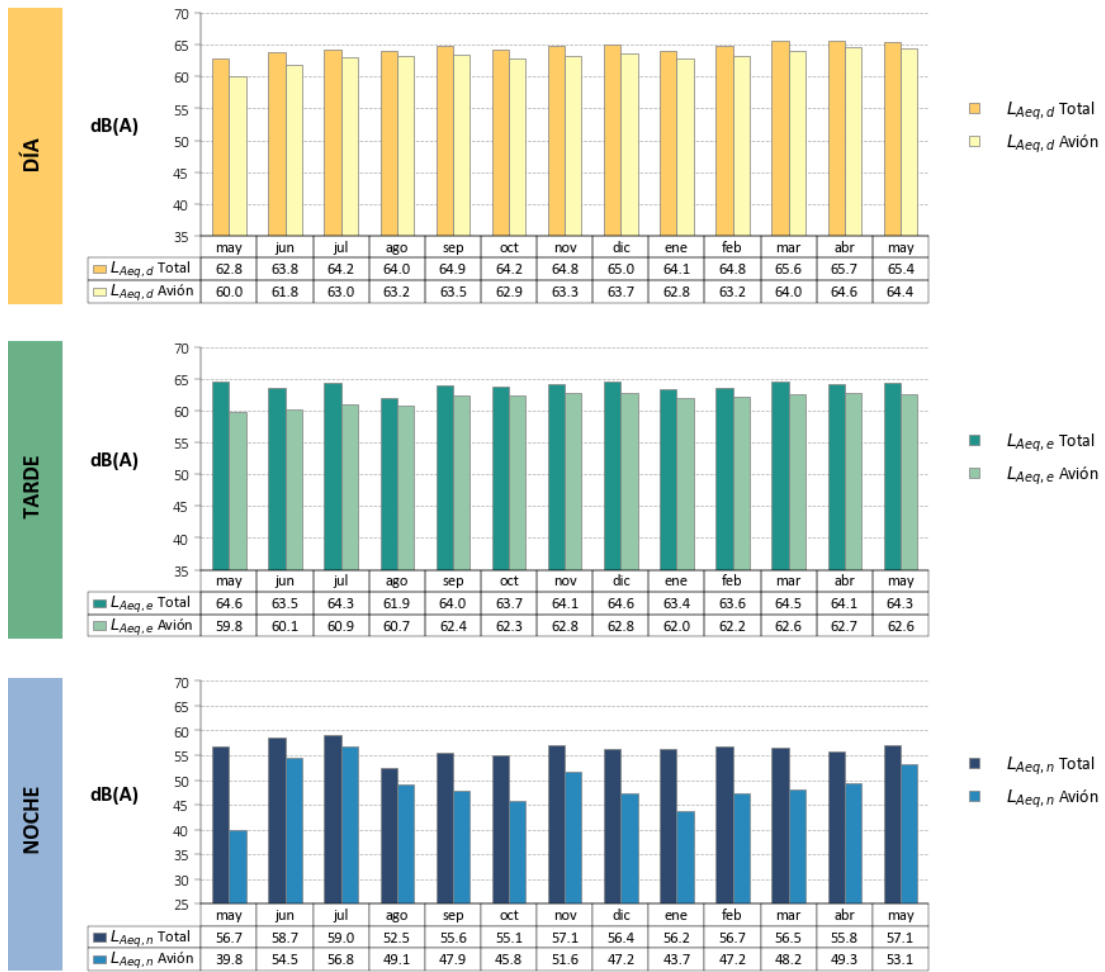 DÍA
dB(A)
70
65
60
55
50
45
40
35
LAeq,d Total
LAeq,d Avión
may jun jul ago sep oct nov dic ene feb mar abr may
LAeq,d Total 62.8 63.8 64.2 64.0 64.9 64.2 64.8 65.0 64.1 64.8 65.6 65.7 65.4
LAeq,d Avión 60.0 61.8 63.0 63.2 63.5 62.9 63.3 63.7 62.8 63.2 64.0 64.6 64.4
TARDE
dB(A)
70
65
60
55
50
45
40
35
LAeq,e Total
LAeq,e Avión
may jun jul ago sep oct nov dic ene feb mar abr may
LAeq,e Total 64.6 63.5 64.3 61.9 64.0 63.7 64.1 64.6 63.4 63.6 64.5 64.1 64.3
LAeq,e Avión 59.8 60.1 60.9 60.7 62.4 62.3 62.8 62.8 62.0 62.2 62.6 62.7 62.6
NOCHE
dB(A)
70
65
60
55
50
45
40
35
30
25
LAeq,n Total
LAeq,n Avión
may jun jul ago sep oct nov dic ene feb mar abr may
LAeq,n Total 56.7 58.7 59.0 52.5 55.6 55.1 57.1 56.4 56.2 56.7 56.5 55.8 57.1
LAeq,n Avión 39.8 54.5 56.8 49.1 47.9 45.8 51.6 47.2 43.7 47.2 48.2 49.3 53.1